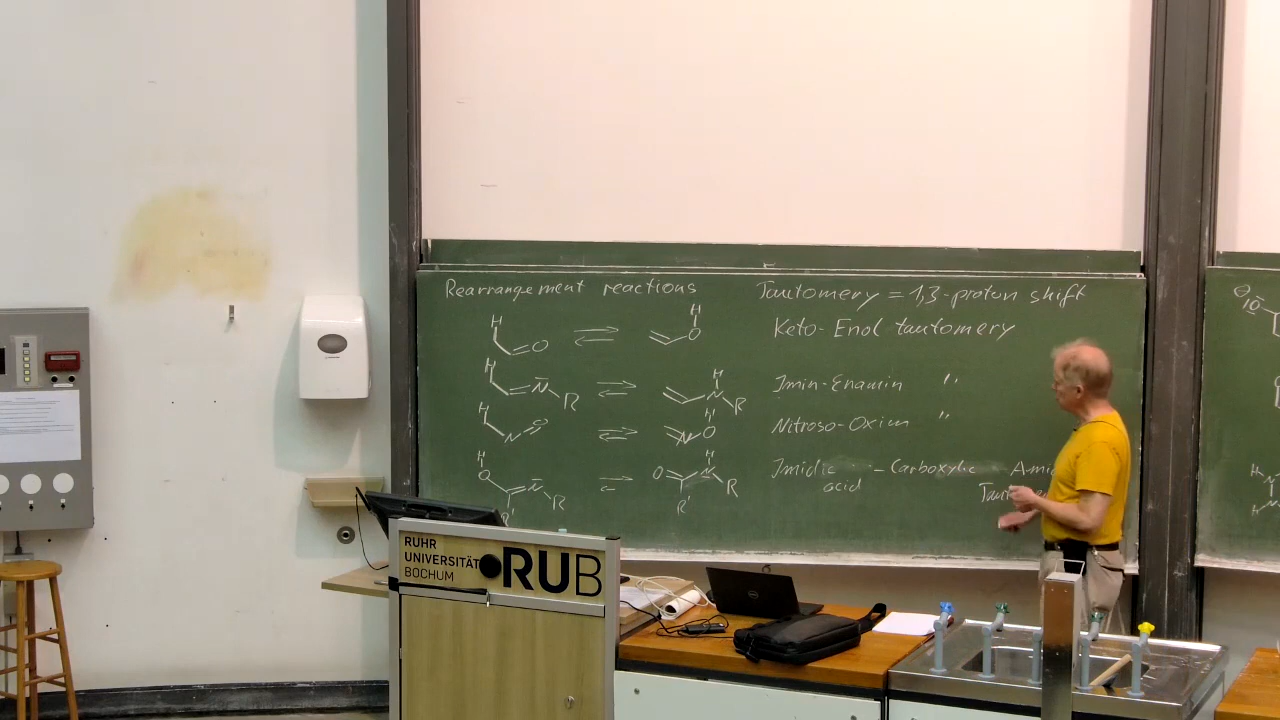 Rearrangement reactions
Tautomery = 1,3-proton shift
H
H
O
O
Keto-Enol tautomery
H
N
R
H
N
R
Imin-Enamin "
H
N
O
H
N
O
Nitroso-Oxim "
H
O
N
R
R'
O
H
N
R
R'
Imidic - Carboxylic
acid
RUHR
UNIVERSITÄT
BOCHUM
RUB
DELL